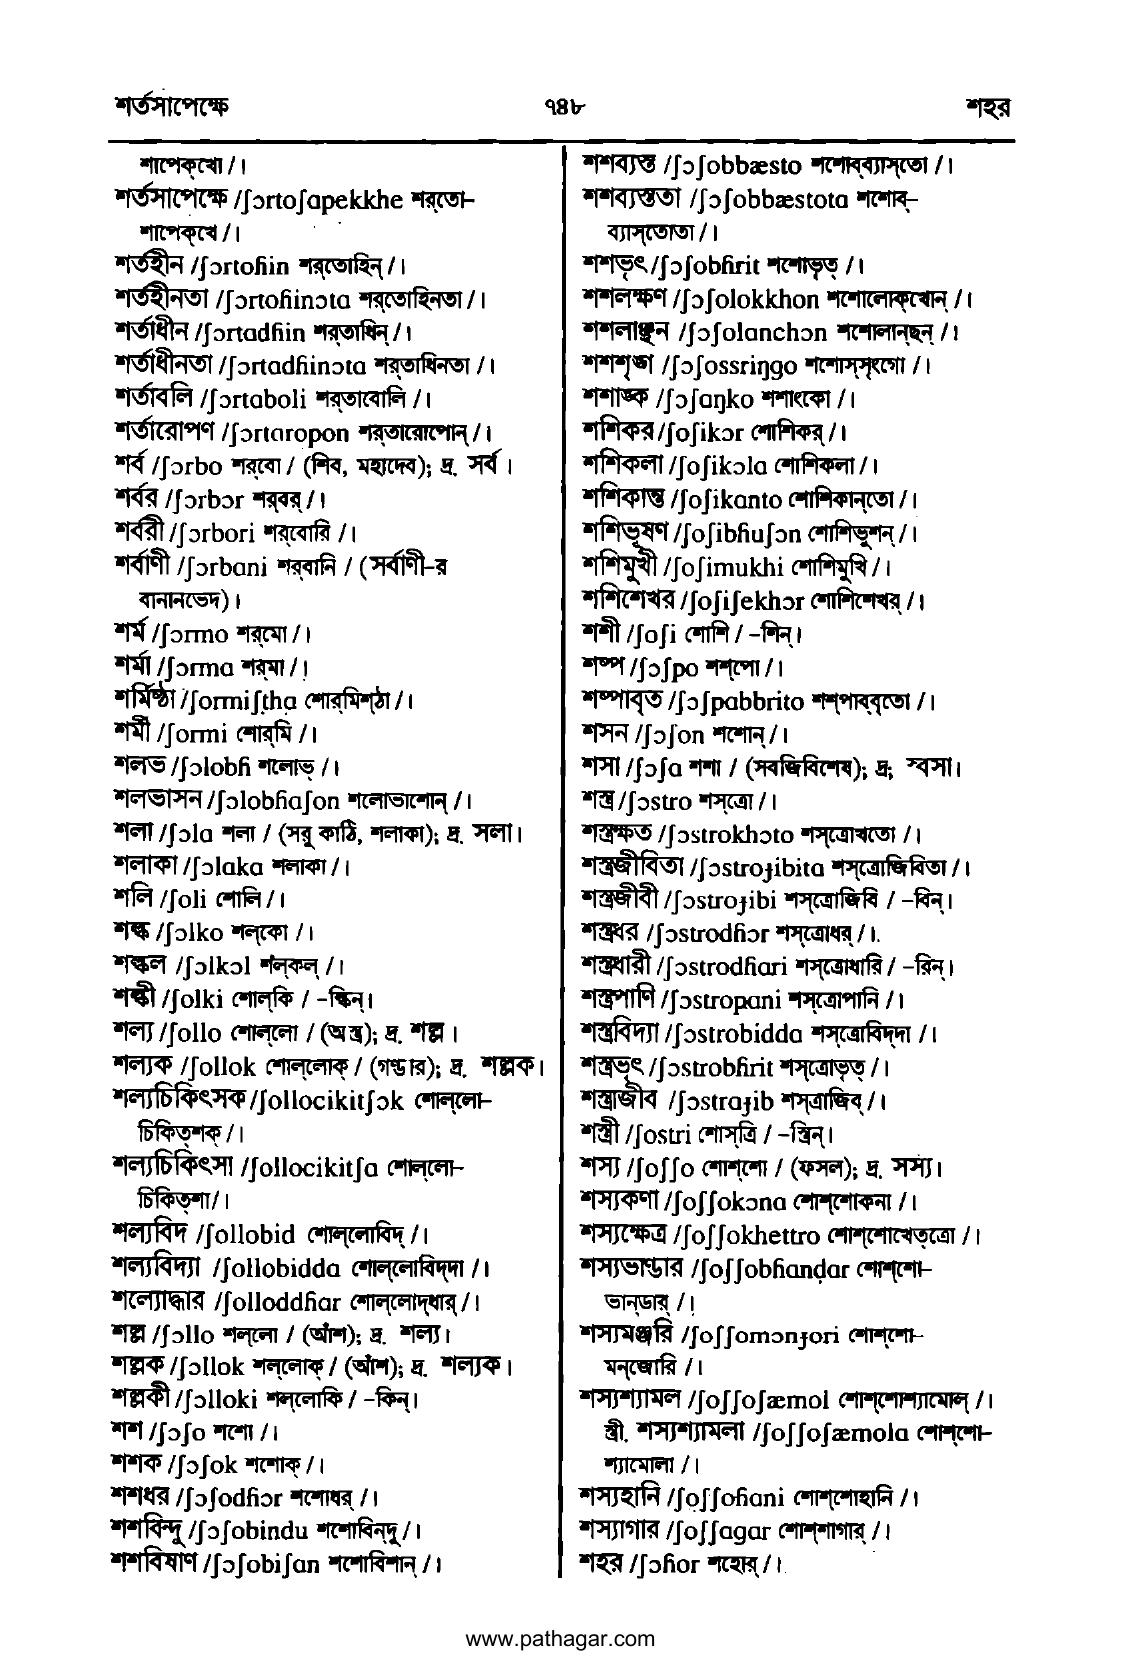 শর্তসাপেক্ষে
৭৪৮
শহর
শাপেক্‌খো / ।
শর্তসাপেক্ষে /ʃɔrtoʃapekkhe শর্‌তো-
শাপেক্‌খে / ।
শর্তহীন /ʃɔrtoɦin শর্‌তোহিন্‌ / ।
শর্তহীনতা /ʃɔrtoɦinɔta শর্‌তোহিনতা / ।
শর্তাধীন /ʃɔrtadɦin শর্‌তাধিন্‌ / ।
শর্তাধীনতা /ʃɔrtadɦinɔta শর্‌তাধিনতা / ।
শর্তাবলি /ʃɔrtaboli শর্‌তাবোলি / ।
শর্তারোপণ /ʃɔrtaropon শর্‌তারোপোন্‌ / ।
শর্ব /ʃɔrbo শর্‌বো / (শিব, মহাদেব); দ্র. সর্ব ।
শর্বর /ʃɔrbɔr শর্‌বর্‌ / ।
শর্বরী /ʃɔrbori শর্‌বোরি / ।
শর্বাণী /ʃɔrbani শর্‌বানি / (সর্বাণী-র
বানানভেদ) ।
শর্ম /ʃɔrmo শর্‌মো / ।
শর্মা /ʃɔrma শর্‌মা / ।
শর্মিষ্ঠা /ʃormiʃṭha শোর্‌মিশ্‌ঠা / ।
শর্মী /ʃormi শোর্‌মি / ।
শলভ /ʃɔlobɦ শলোভ্‌ / ।
শলভাসন /ʃɔlobɦaʃon শলোভাশোন্‌ / ।
শলা /ʃɔla শলা / (সরু কাঠি, শলাকা); দ্র. সলা ।
শলাকা /ʃɔlaka শলাকা / ।
শলি /ʃoli শোলি / ।
শল্ক /ʃɔlko শল্‌কো / ।
শল্কল /ʃɔlkɔl শল্‌কল্‌ / ।
শল্কী /ʃolki শোল্‌কি / -ল্কিন্‌ ।
শল্য /ʃollo শোল্‌লো / (অস্ত্র); দ্র. শল্ল ।
শল্যক /ʃollok শোল্‌লোক্‌ / (গণ্ডার); দ্র. শল্লক ।
শল্যচিকিৎসক /ʃollocikitʃɔk শোল্‌লো-
চিকিত্‌শক্‌ / ।
শল্যচিকিৎসা /ʃollocikitʃa শোল্‌লো-
চিকিত্‌শা / ।
শল্যবিদ /ʃollobid শোল্‌লোবিদ্‌ / ।
শল্যবিদ্যা /ʃollobidda শোল্‌লোবিদ্‌দা / ।
শল্যোদ্ধার /ʃolloddɦar শোল্‌লোদ্‌ধার্‌ / ।
শল্ল /ʃɔllo শল্‌লো / (আঁশ); দ্র. শল্য ।
শল্লক /ʃɔllok শল্‌লোক্‌ / (আঁশ); দ্র. শল্যক ।
শল্লকী /ʃɔlloki শল্‌লোকি / -কিন্‌ ।
শশ /ʃɔʃo শশো / ।
শশক /ʃɔʃok শশোক্‌ / ।
শশধর /ʃɔʃodɦɔr শশোধর্‌ / ।
শশবিন্দু /ʃɔʃobindu শশোবিন্‌দু / ।
শশবিষাণ /ʃɔʃobiʃan শশোবিশান্‌ / ।
শশব্যস্ত /ʃɔʃobbæsto শশোব্‌ব্যাস্‌তো / ।
শশব্যস্ততা /ʃɔʃobbæstota শশোব্‌-
ব্যাস্‌তোতা / ।
শশভৃৎ /ʃɔʃobɦrit শশোভৃত্‌ / ।
শশলক্ষণ /ʃɔʃolokkhon শশোলোক্‌খোন্‌ / ।
শশলাঞ্ছন /ʃɔʃolanchɔn শশোলান্‌ছন্‌ / ।
শশশৃঙ্গ /ʃɔʃossriŋgo শশোস্‌সৃংগো / ।
শশাঙ্ক /ʃɔʃaŋko শশাংকো / ।
শশিকর /ʃoʃikɔr শোশিকর্‌ / ।
শশিকলা /ʃoʃikɔla শোশিকলা / ।
শশিকান্ত /ʃoʃikanto শোশিকান্‌তো / ।
শশিভূষণ /ʃoʃibɦuʃɔn শোশিভুশন্‌ / ।
শশিমুখী /ʃoʃimukhi শোশিমুখি / ।
শশিশেখর /ʃoʃiʃekhɔr শোশিশেখর্‌ / ।
শশী /ʃoʃi শোশি / -শিন্‌ ।
শষ্প /ʃɔʃpo শশ্‌পো / ।
শষ্পাবৃত /ʃɔʃpabbrito শশ্‌পাব্‌বৃতো / ।
শসন /ʃɔʃon শশোন্‌ / ।
শসা /ʃɔʃa শশা / (সবজিবিশেষ); দ্র; স্বসা ।
শস্ত্র /ʃɔstro শস্‌ত্রো / ।
শস্ত্রক্ষত /ʃɔstrokhɔto শস্‌ত্রোখতো / ।
শস্ত্রজীবিতা /ʃɔstroɟibita শস্‌ত্রোজিবিতা / ।
শস্ত্রজীবী /ʃɔstroɟibi শস্‌ত্রোজিবি / -বিন্‌ ।
শস্ত্রধর /ʃɔstrodɦɔr শস্‌ত্রোধর্‌ / ।
শস্ত্রধারী /ʃɔstrodɦari শস্‌ত্রোধারি / -রিন্‌ ।
শস্ত্রপাণি /ʃɔstropani শস্‌ত্রোপানি / ।
শস্ত্রবিদ্যা /ʃɔstrobidda শস্‌ত্রোবিদ্‌দা / ।
শস্ত্রভৃৎ /ʃɔstrobɦrit শস্‌ত্রোভৃত্‌ / ।
শস্ত্রাজীব /ʃɔstraɟib শস্‌ত্রাজিব্‌ / ।
শস্ত্রী /ʃostri শোস্‌ত্রি / -স্ত্রিন্‌ ।
শস্য /ʃoʃʃo শোশ্‌শো / (ফসল); দ্র. সস্য ।
শস্যকণা /ʃoʃʃokɔna শোশ্‌শোকনা / ।
শস্যক্ষেত্র /ʃoʃʃokhettro শোশ্‌শোখেত্‌ত্রো / ।
শস্যভাণ্ডার /ʃoʃʃobɦanḍar শোশ্‌শো-
ভান্‌ডার্‌ / ।
শস্যমঞ্জরি /ʃoʃʃomɔnɟori শোশ্‌শো-
মন্‌জোরি / ।
শস্যশ্যামল /ʃoʃʃoʃæmol শোশ্‌শোশ্যামোল্‌ / ।
স্ত্রী. শস্যশ্যামলা /ʃoʃʃoʃæmola শোশ্‌শো-
শ্যামোলা / ।
শস্যহানি /ʃoʃʃoɦani শোশ্‌শোহানি / ।
শস্যাগার /ʃoʃʃagar শোশ্‌শাগার্‌ / ।
শহর /ʃɔɦor শহোর্‌ / ।
www.pathagar.com